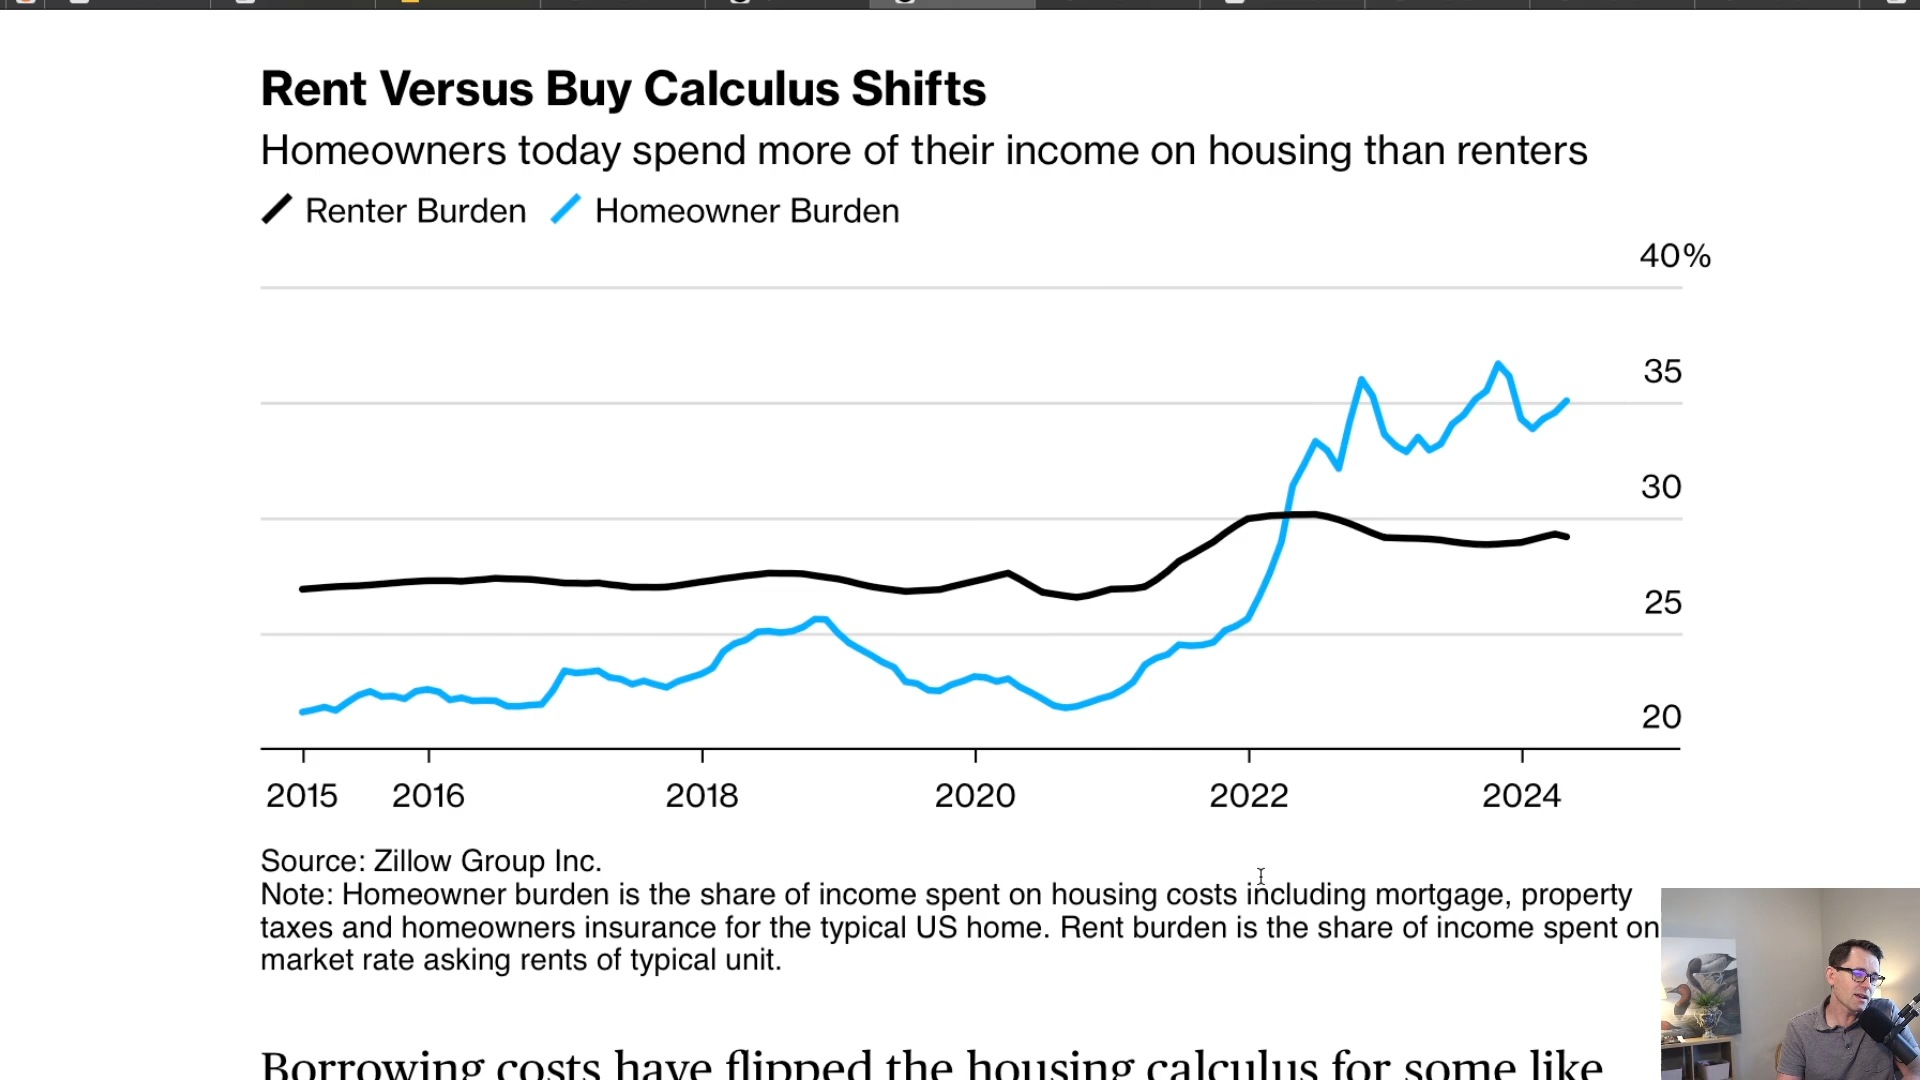 Rent Versus Buy Calculus Shifts
Homeowners today spend more of their income on housing than renters
Renter Burden Homeowner Burden
40%
35
30
25
20
2015 2016 2018 2020 2022 2024
Source: Zillow Group Inc.
Note: Homeowner burden is the share of income spent on housing costs including mortgage, property
taxes and homeowners insurance for the typical US home. Rent burden is the share of income spent on
market rate asking rents of typical unit.
Borrowing costs have flipped the housing calculus for some like